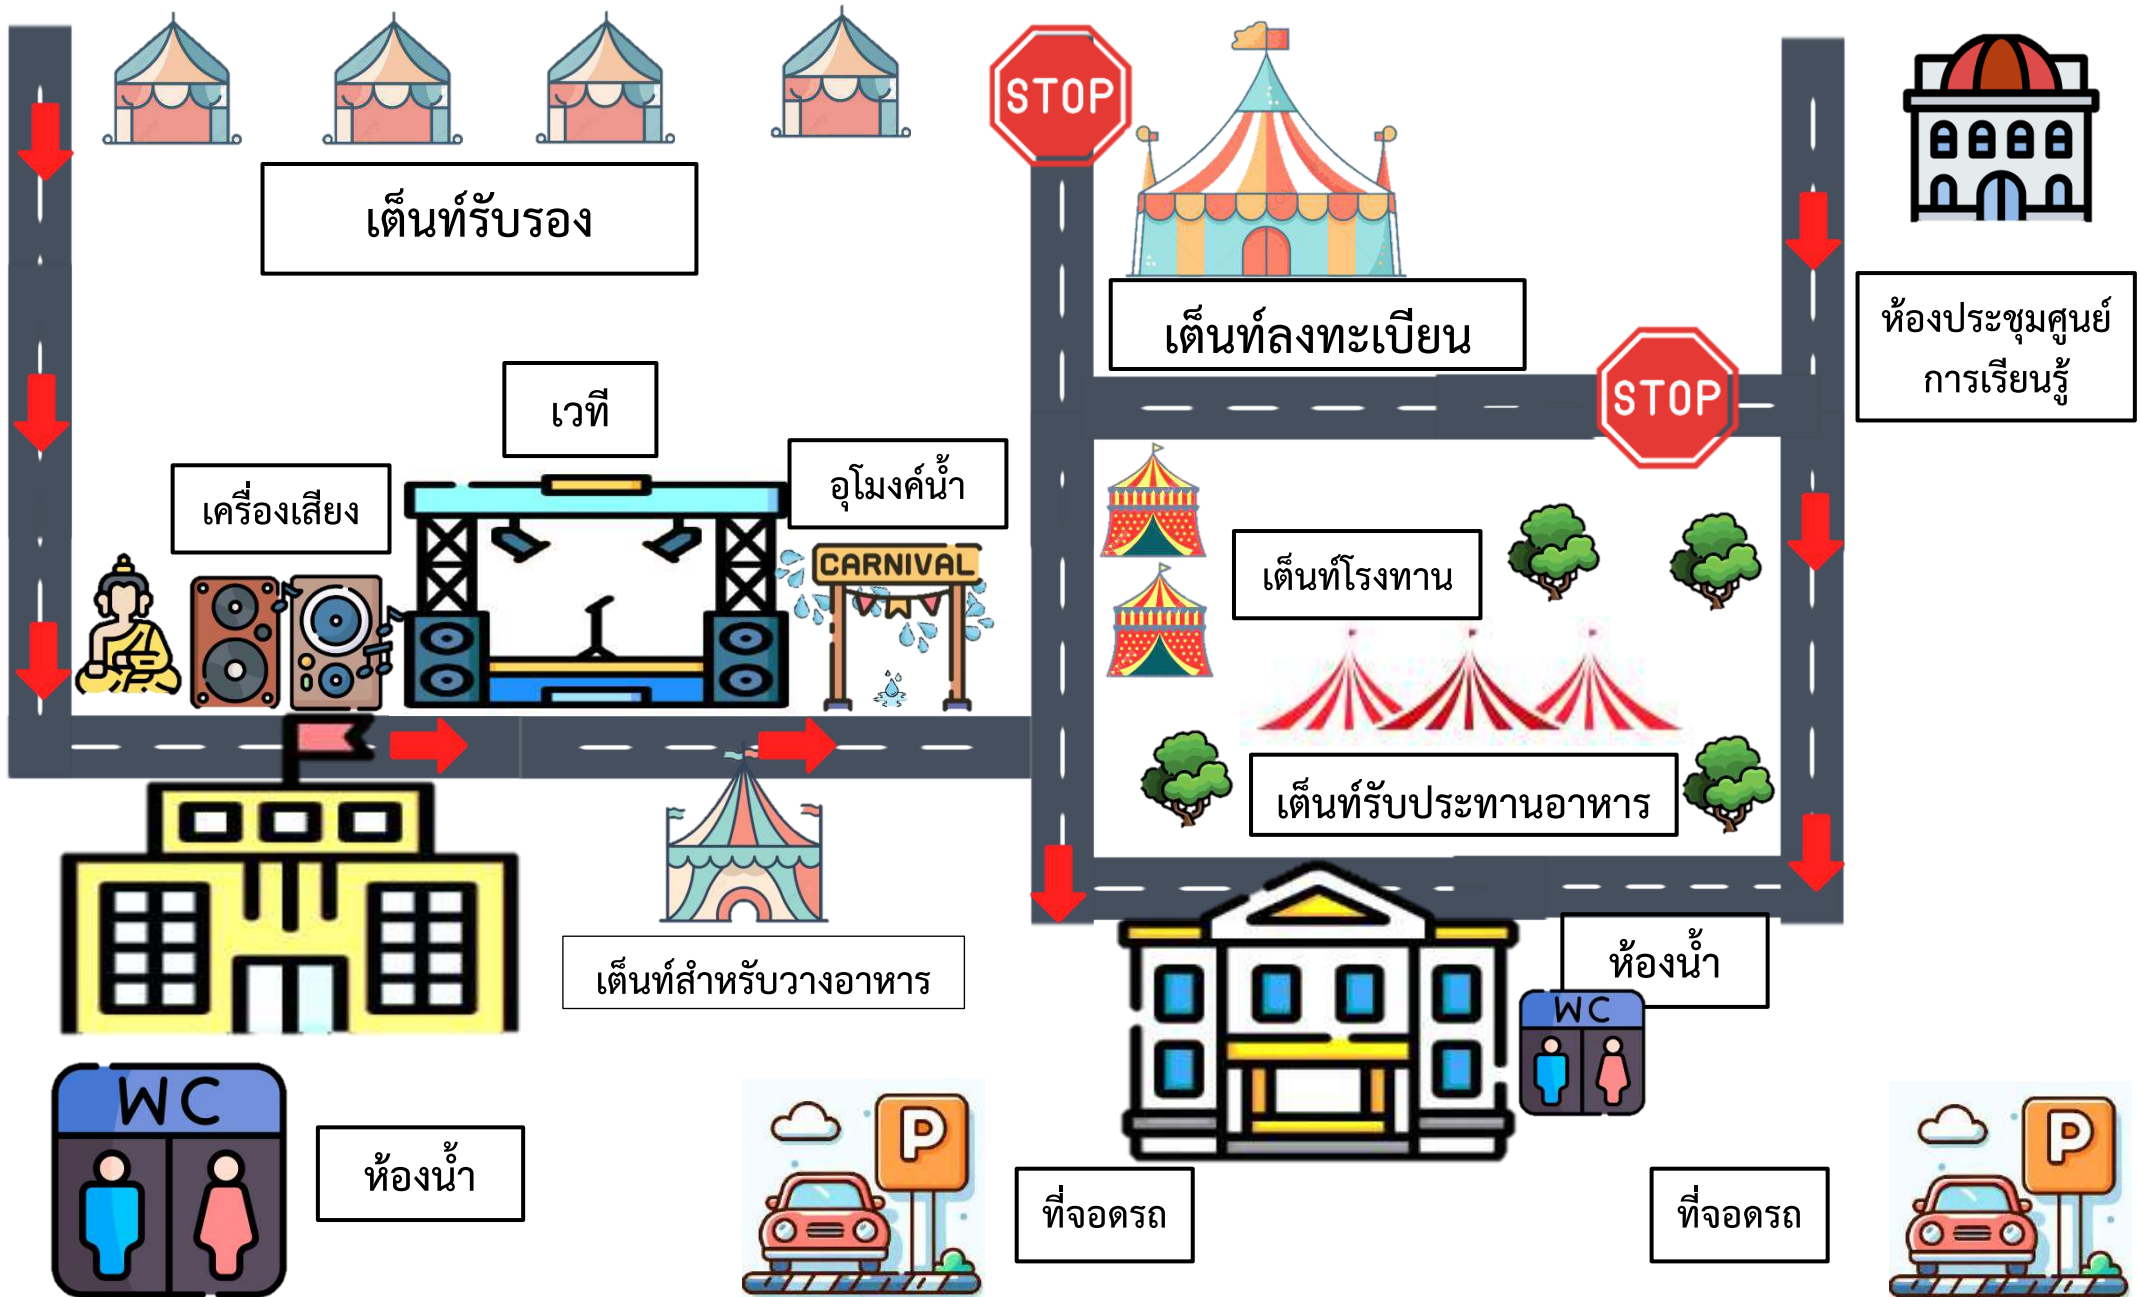 STOP
เต็นท์รับรอง
เต็นท์ลงทะเบียน
ห้องประชุมศูนย์
การเรียนรู้
STOP
เวที
อุโมงค์น้ำ
เครื่องเสียง
CARNIVAL
เต็นท์โรงทาน
เต็นท์รับประทานอาหาร
เต็นท์สำหรับวางอาหาร
ห้องน้ำ
WC
WC
ห้องน้ำ
P
ที่จอดรถ
ที่จอดรถ
P